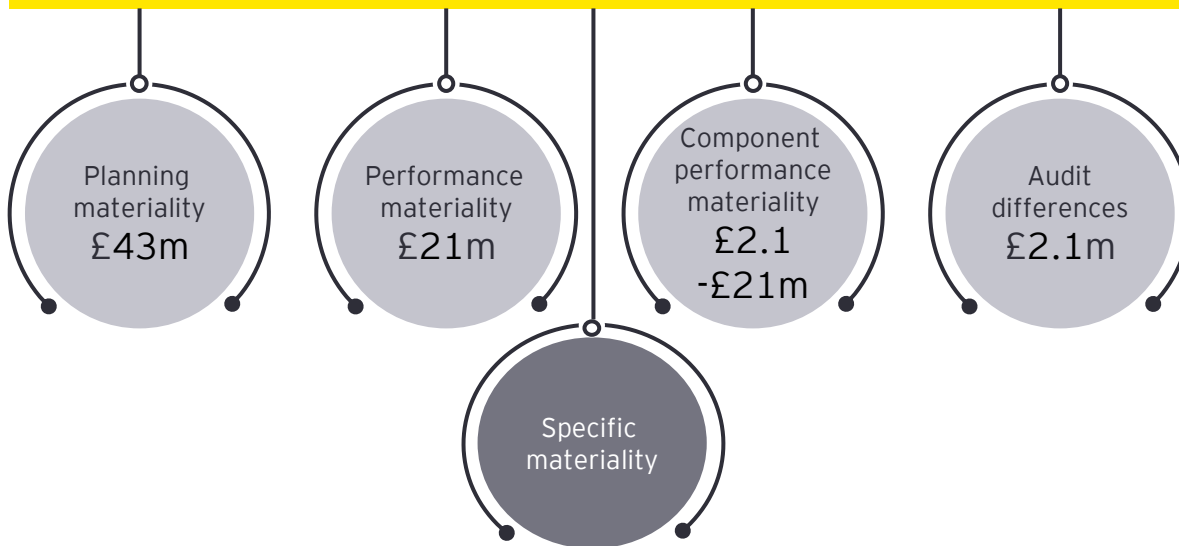 Planning
materiality
£43m
Performance
materiality
£21m
Component
performance
materiality
£2.1
-£21m
Audit
differences
£2.1m
Specific
materiality